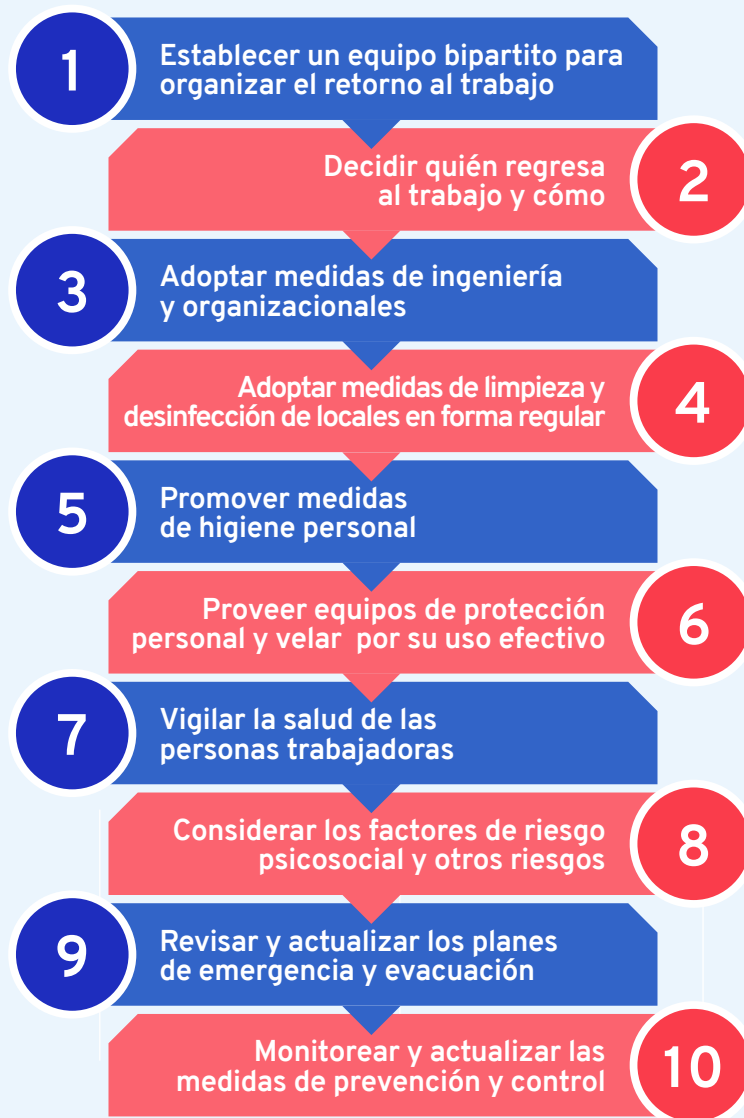 1
Establecer un equipo bipartito para
organizar el retorno al trabajo
Decidir quién regresa
al trabajo y cómo
2
3
Adoptar medidas de ingeniería
y organizacionales
Adoptar medidas de limpieza y
desinfección de locales en forma regular
4
5
Promover medidas
de higiene personal
Proveer equipos de protección
personal y velar por su uso efectivo
6
7
Vigilar la salud de las
personas trabajadoras
Considerar los factores de riesgo
psicosocial y otros riesgos
8
9
Revisar y actualizar los planes
de emergencia y evacuación
Monitorear y actualizar las
medidas de prevención y control
10